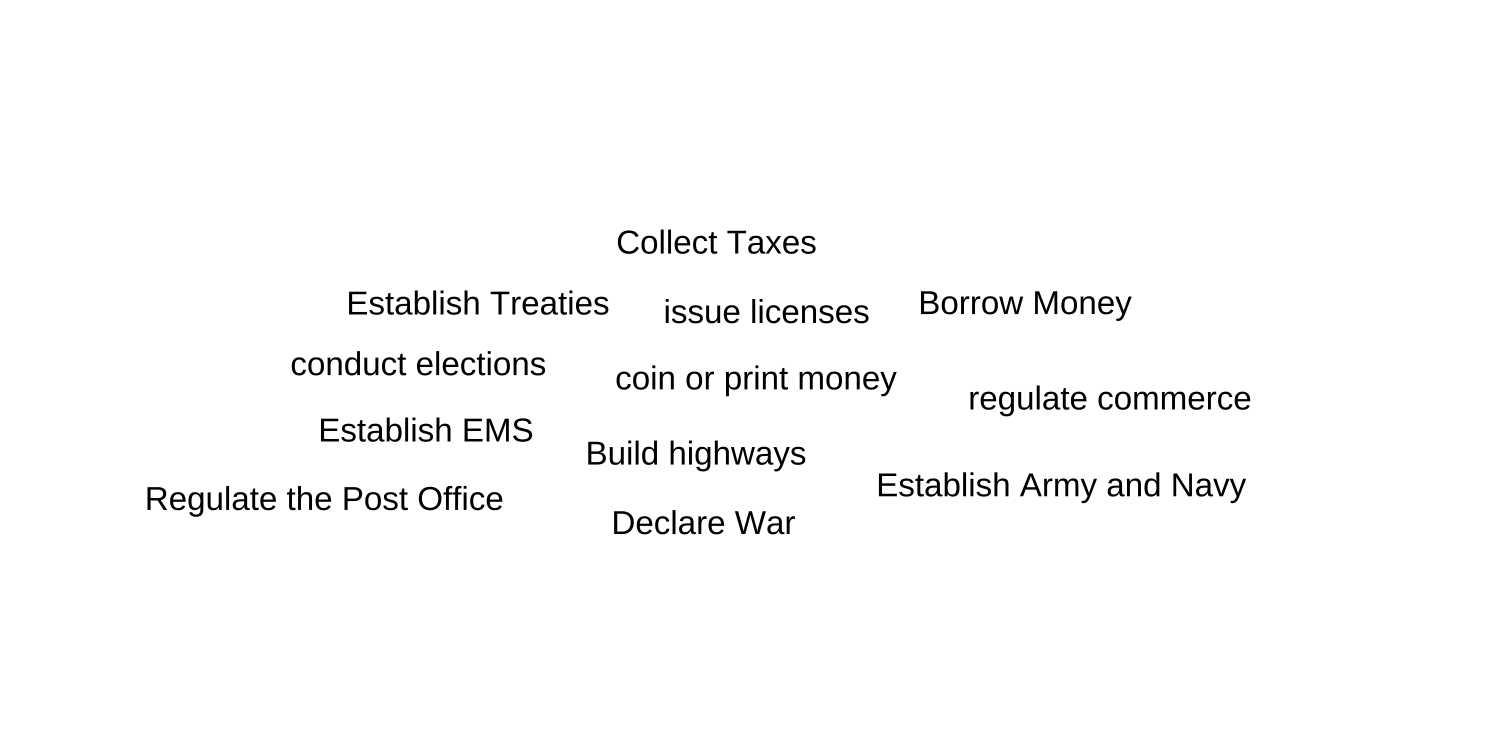 Collect Taxes
Establish Treaties
issue licenses
Borrow Money
conduct elections
coin or print money
regulate commerce
Establish EMS
Build highways
Establish Army and Navy
Regulate the Post Office
Declare War